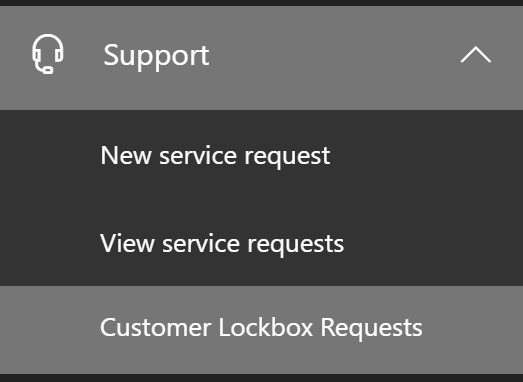 Support
New service request
View service requests
Customer Lockbox Requests